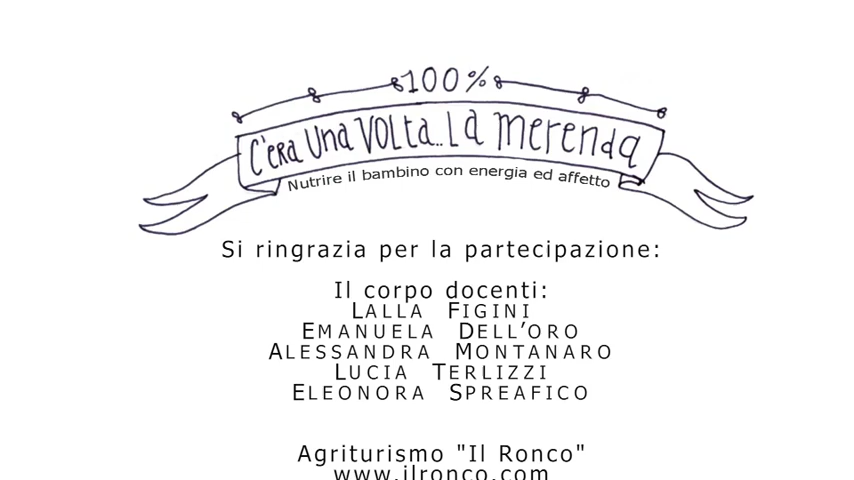 100%
C'era Una VOLta...La merenda
Nutrire il bambino con energia ed affetto
Si ringrazia per la partecipazione:
Il corpo docenti:
LALLA FIGINI
EMANUELA DELL'ORO
ALESSANDRA MONTANARO
LUCIA TERLIZZI
ELEONORA SPREAFICO
Agriturismo "Il Ronco"
www.ilronco.com